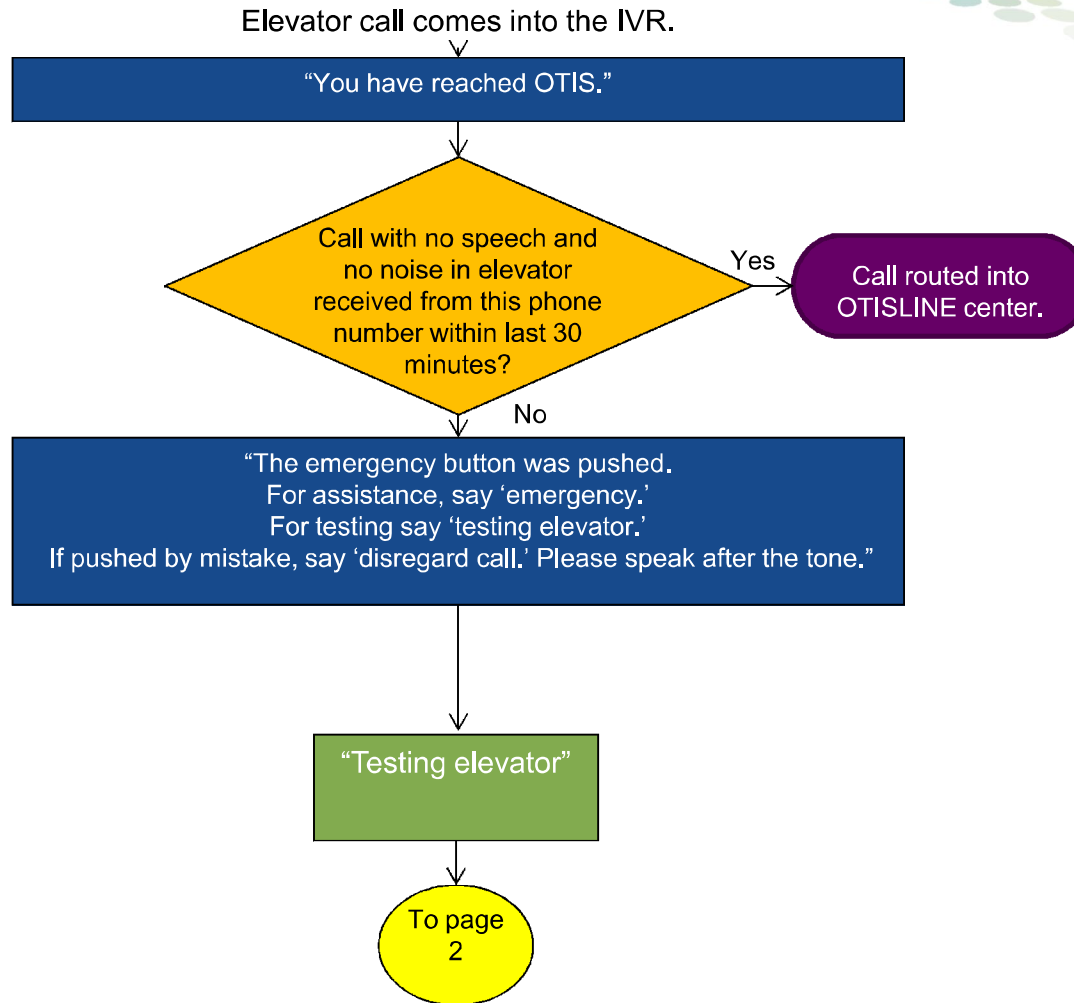 Elevator call comes into the IVR.
“You have reached OTIS.”
Call with no speech and
no noise in elevator
received from this phone
number within last 30
minutes?
Yes
Call routed into
OTISLINE center.
No
“The emergency button was pushed.
For assistance, say ‘emergency.’
For testing say ‘testing elevator.’
If pushed by mistake, say ‘disregard call.’ Please speak after the tone.”
“Testing elevator”
To page
2